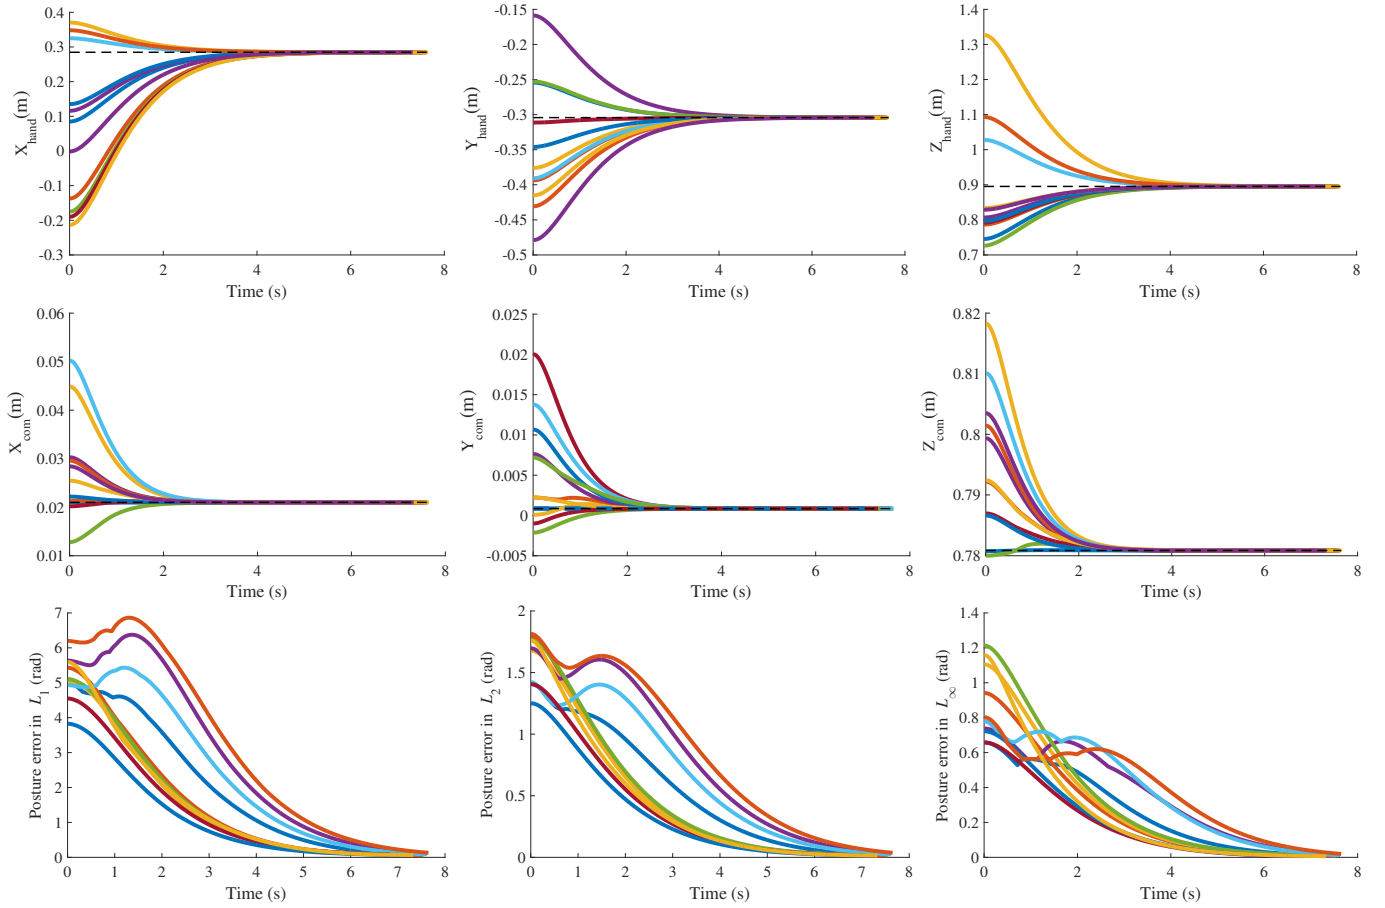 0.4
0.3
0.2
0.1
0
-0.1
-0.2
-0.3
X_hand(m)
0 2 4 6 8
Time (s)
-0.15
-0.2
-0.25
-0.3
-0.35
-0.4
-0.45
-0.5
Y_hand(m)
0 2 4 6 8
Time (s)
1.4
1.3
1.2
1.1
1
0.9
0.8
0.7
Z_hand(m)
0 2 4 6 8
Time (s)
0.06
0.05
0.04
0.03
0.02
0.01
X_com(m)
0 2 4 6 8
Time (s)
0.025
0.02
0.015
0.01
0.005
0
-0.005
Y_com(m)
0 2 4 6 8
Time (s)
0.82
0.81
0.8
0.79
0.78
Z_com(m)
0 2 4 6 8
Time (s)
7
6
5
4
3
2
1
0
Posture error in L_1 (rad)
0 1 2 3 4 5 6 7 8
Time (s)
2
1.5
1
0.5
0
Posture error in L_2 (rad)
0 1 2 3 4 5 6 7 8
Time (s)
1.4
1.2
1
0.8
0.6
0.4
0.2
0
Posture error in L_∞ (rad)
0 2 4 6 8
Time (s)